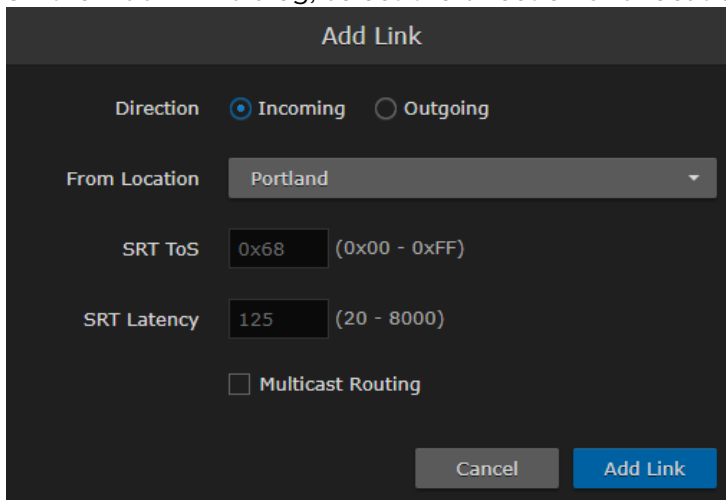 Add Link
Direction Incoming Outgoing
From Location Portland
SRT ToS 0x68 (0x00 - 0xFF)
SRT Latency 125 (20 - 8000)
Multicast Routing
Cancel Add Link